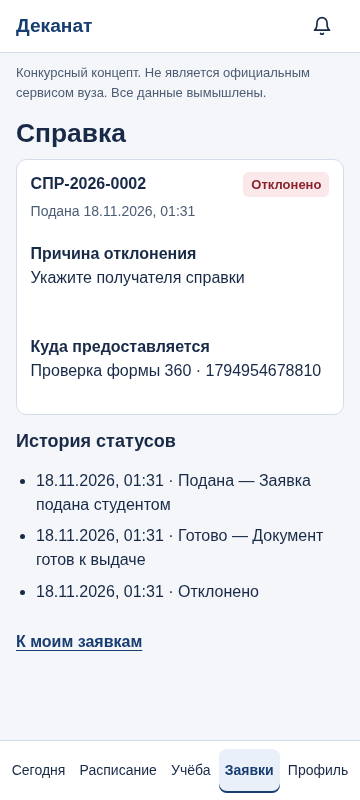 Деканат
Конкурсный концепт. Не является официальным
сервисом вуза. Все данные вымышлены.
Справка
СПР-2026-0002
Отклонено
Подана 18.11.2026, 01:31
Причина отклонения
Укажите получателя справки
Куда предоставляется
Проверка формы 360 · 1794954678810
История статусов
• 18.11.2026, 01:31 · Подана — Заявка
подана студентом
• 18.11.2026, 01:31 · Готово — Документ
готов к выдаче
• 18.11.2026, 01:31 · Отклонено
К моим заявкам
Сегодня Расписание Учёба Заявки Профиль